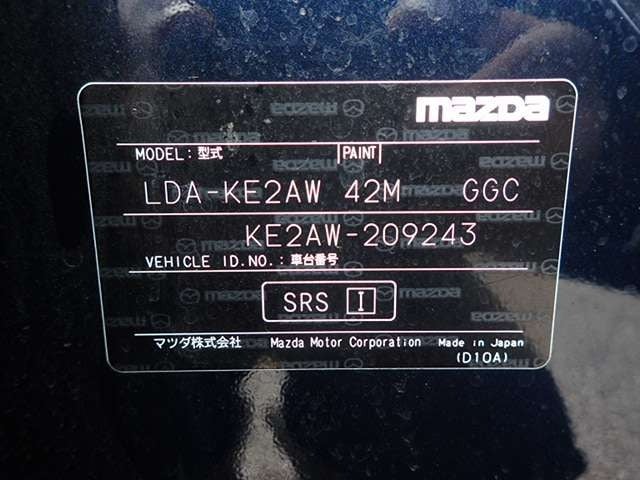 mazda
MODEL:型式 PAINT
LDA-KE2AW 42M GGC
KE2AW-209243
VEHICLE ID.NO.:車台番号
SRS I
マツダ株式会社 Mazda Motor Corporation Made in Japan
(D10A)